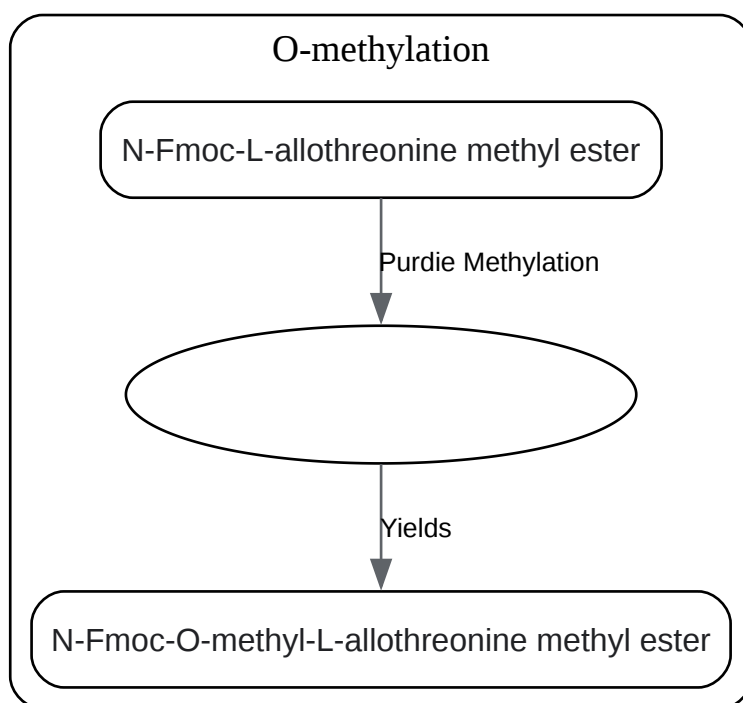 O-methylation
N-Fmoc-L-allothreonine methyl ester
Purdie Methylation
Yields
N-Fmoc-O-methyl-L-allothreonine methyl ester